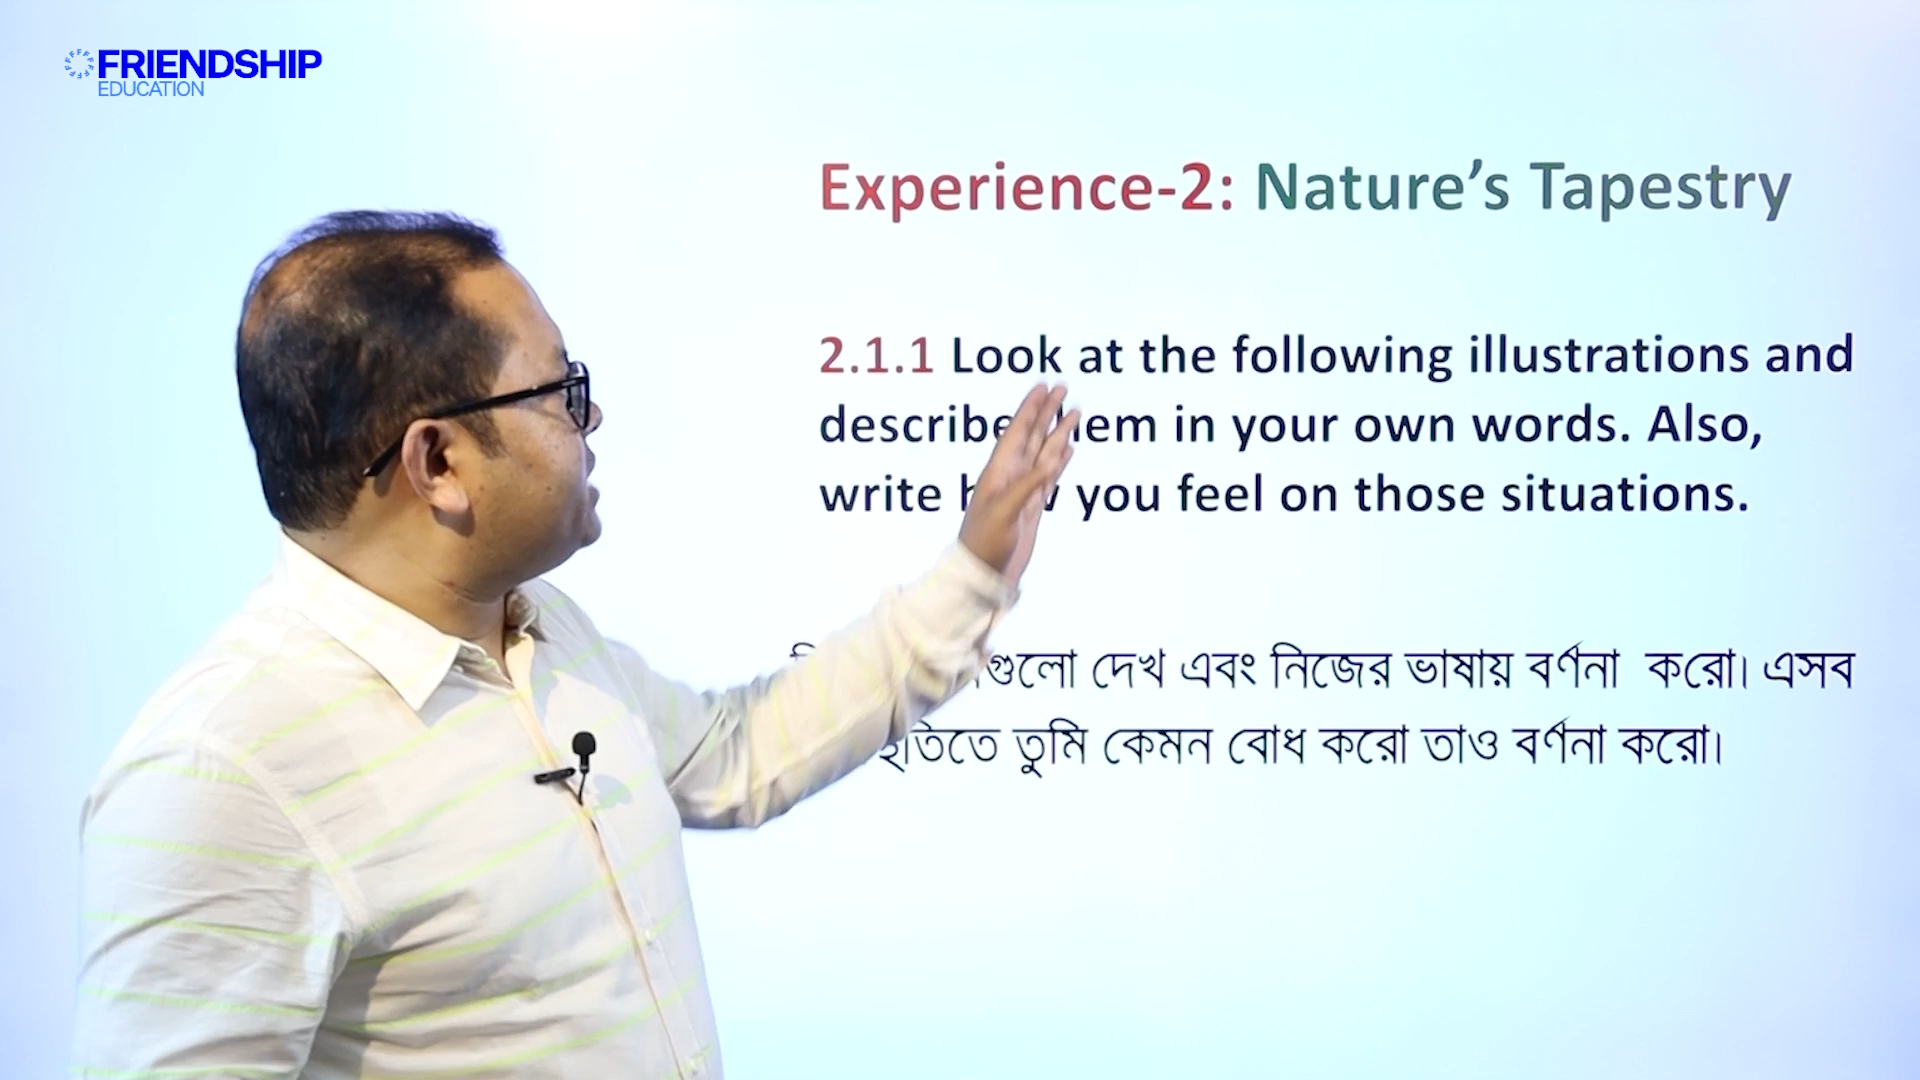 FRIENDSHIP
EDUCATION
Experience-2: Nature’s Tapestry
2.1.1 Look at the following illustrations and
describe in your own words. Also,
write you feel on those situations.
দেখ এবং নিজের ভাষায় বর্ণনা করো। এসব
তুমি কেমন বোধ করো তাও বর্ণনা করো।